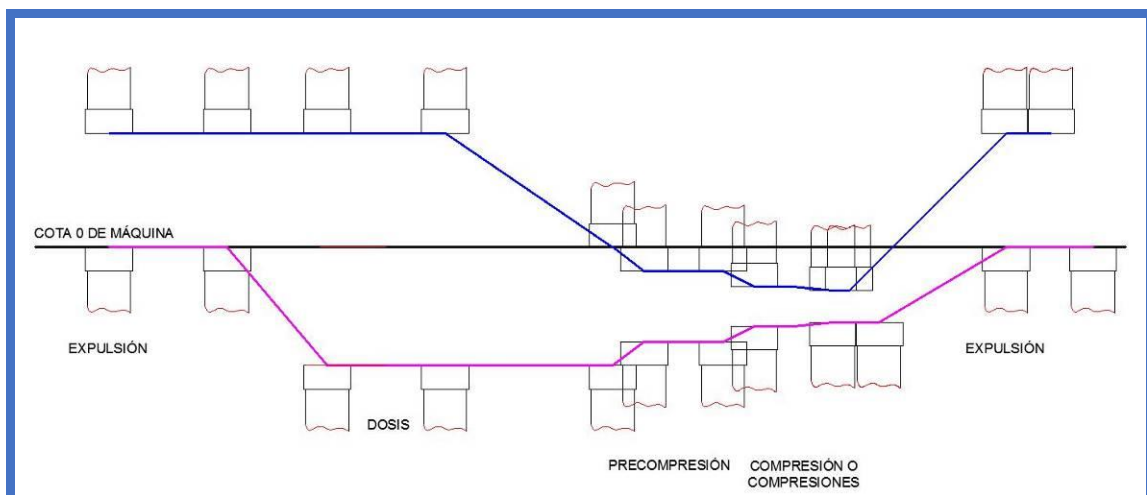 COTA 0 DE MÁQUINA
EXPULSIÓN
EXPULSIÓN
DOSIS
PRECOMPRESIÓN
COMPRESIÓN O
COMPRESIONES